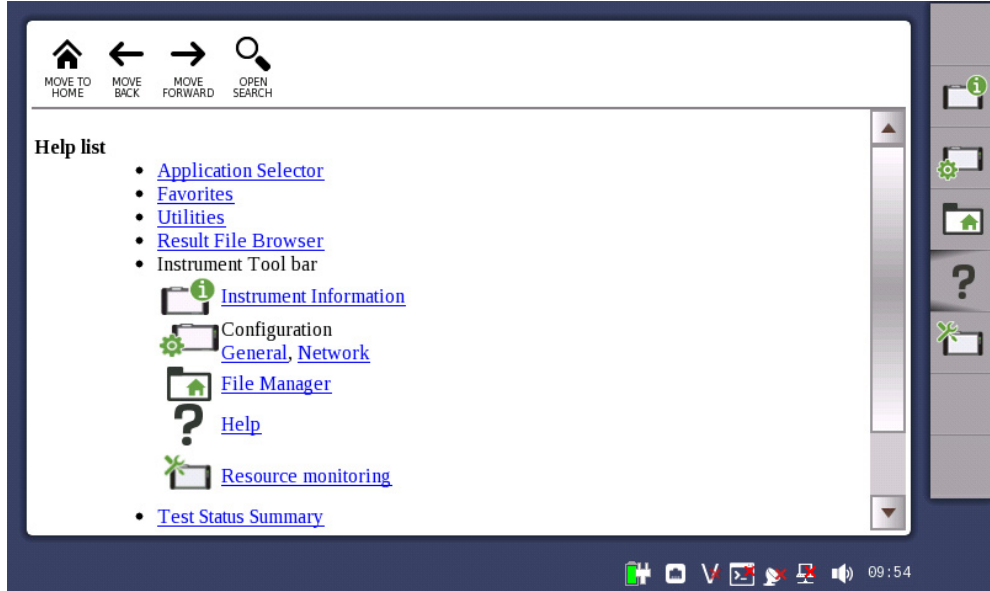 MOVE TO HOME
MOVE BACK
MOVE FORWARD
OPEN SEARCH
Help list
Application Selector
Favorites
Utilities
Result File Browser
Instrument Tool bar
Instrument Information
Configuration
General, Network
File Manager
Help
Resource monitoring
Test Status Summary
09:54